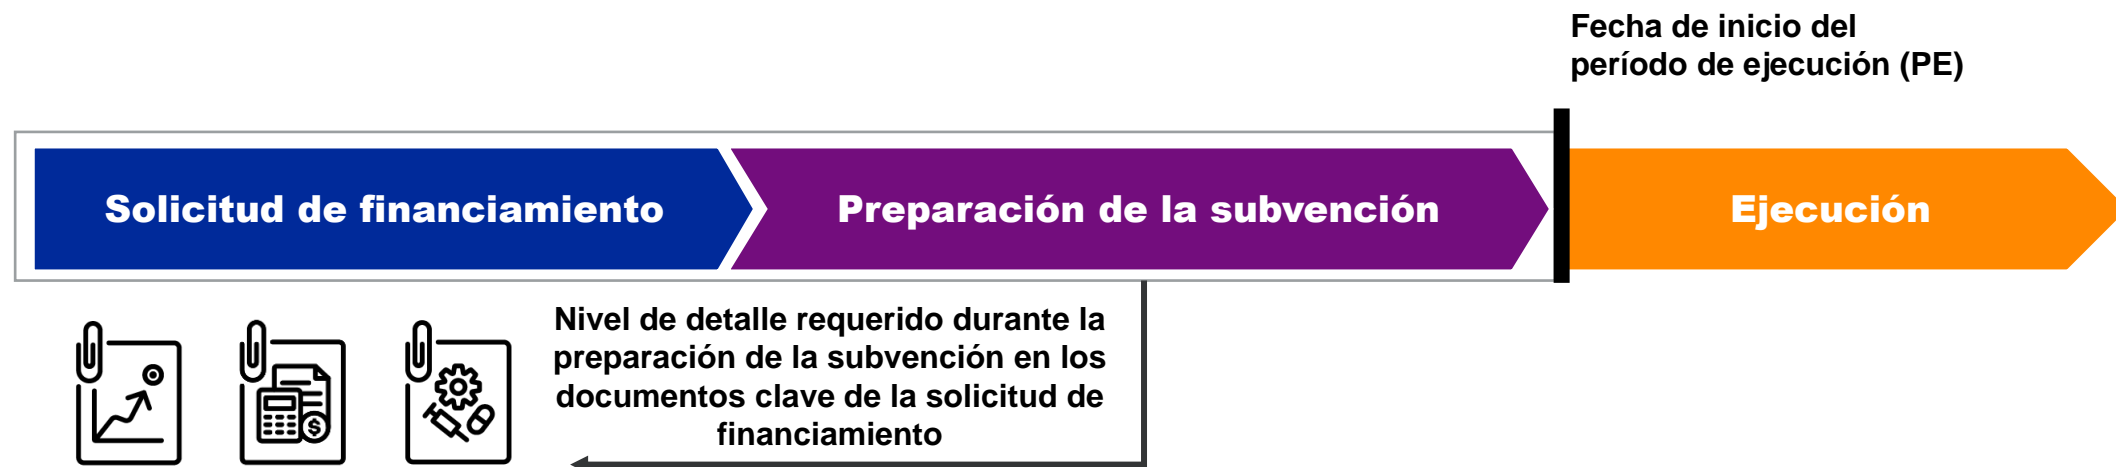 Fecha de inicio del
período de ejecución (PE)
Solicitud de financiamiento
Preparación de la subvención
Ejecución
Nivel de detalle requerido durante la
preparación de la subvención en los
documentos clave de la solicitud de
financiamiento
$